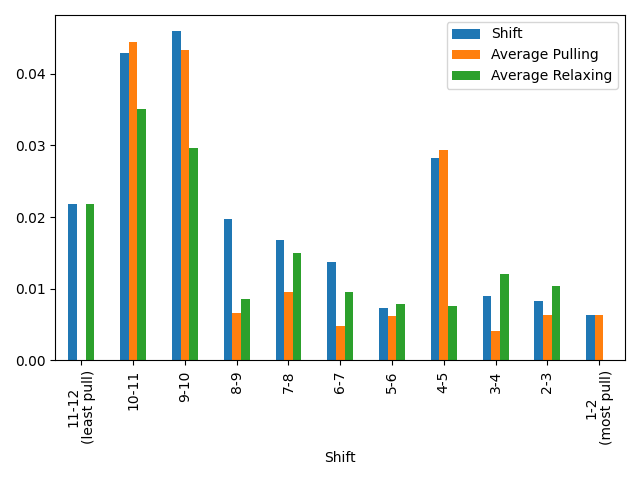 Shift
Average Pulling
Average Relaxing
0.04
0.03
0.02
0.01
0.00
11-12
(least pull)
10-11
9-10
8-9
7-8
6-7
5-6
4-5
3-4
2-3
1-2
(most pull)
Shift